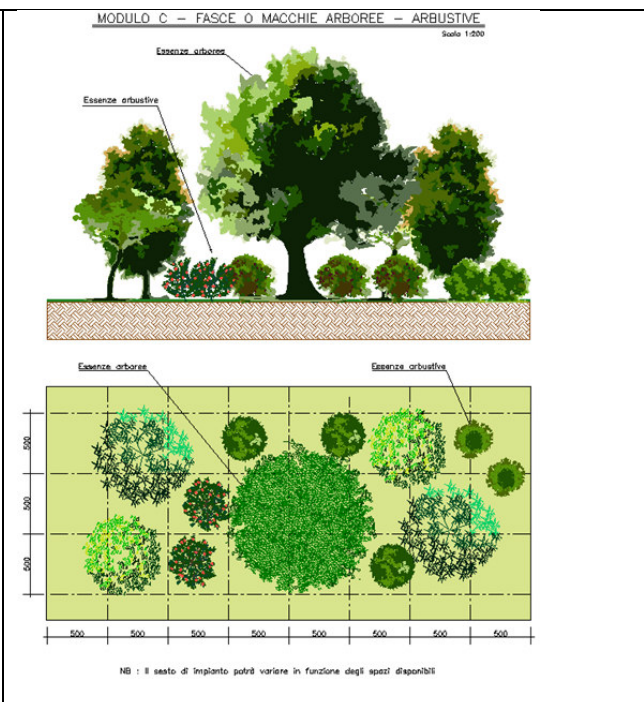 MODULO C – FASCE O MACCHIE ARBOREE – ARBUSTIVE
Scala 1:200
Essenze arboree
Essenze arbustive
Essenze arboree
Essenze arbustive
500
500
500
500 500 500 500 500 500 500 500
NB : Il sesto di impianto potrà variare in funzione degli spazi disponibili